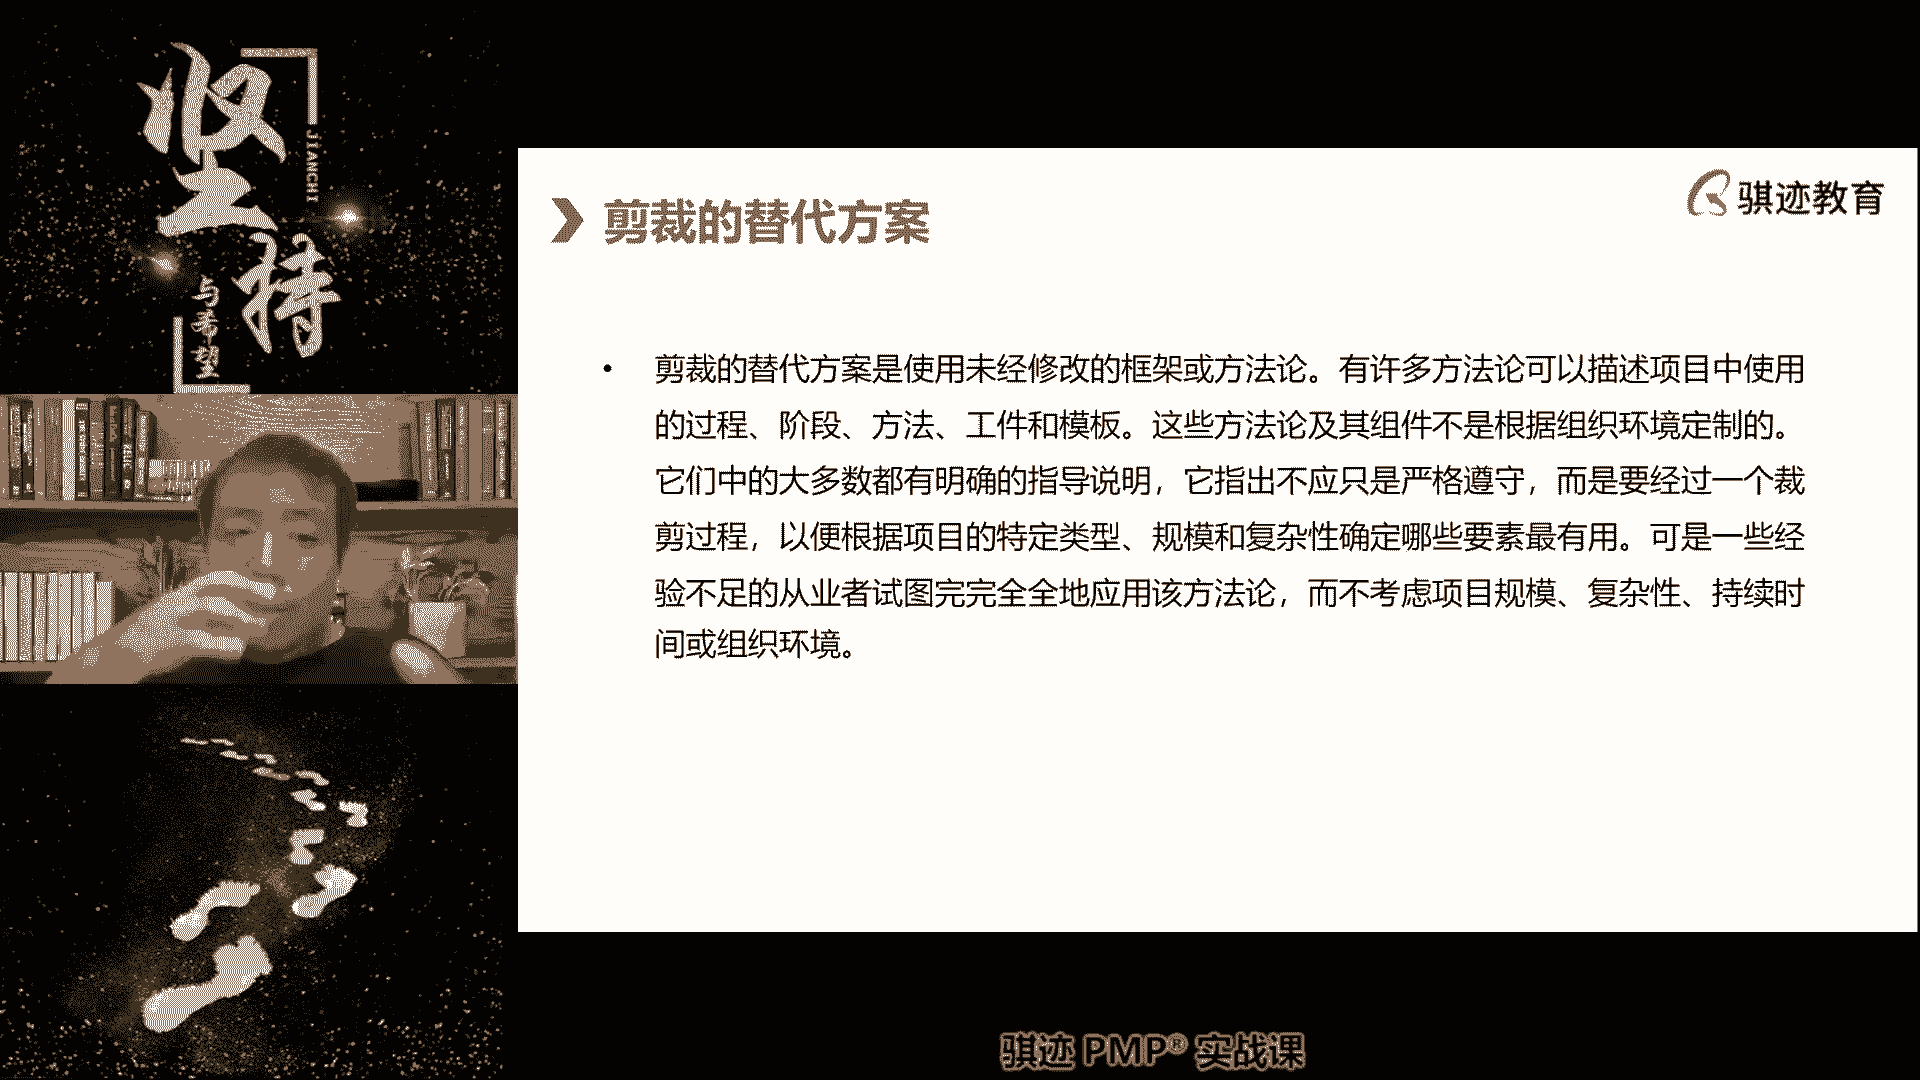 坚持
JIANCHI
与希望
骐迹教育
剪裁的替代方案
• 剪裁的替代方案是使用未经修改的框架或方法论。有许多方法论可以描述项目中使用
的过程、阶段、方法、工件和模板。这些方法论及其组件不是根据组织环境定制的。
它们中的大多数都有明确的指导说明，它指出不应只是严格遵守，而是要经过一个裁
剪过程，以便根据项目的特定类型、规模和复杂性确定哪些要素最有用。可是一些经
验不足的从业者试图完完全全地应用该方法论，而不考虑项目规模、复杂性、持续时
间或组织环境。
骐迹 PMP® 实战课